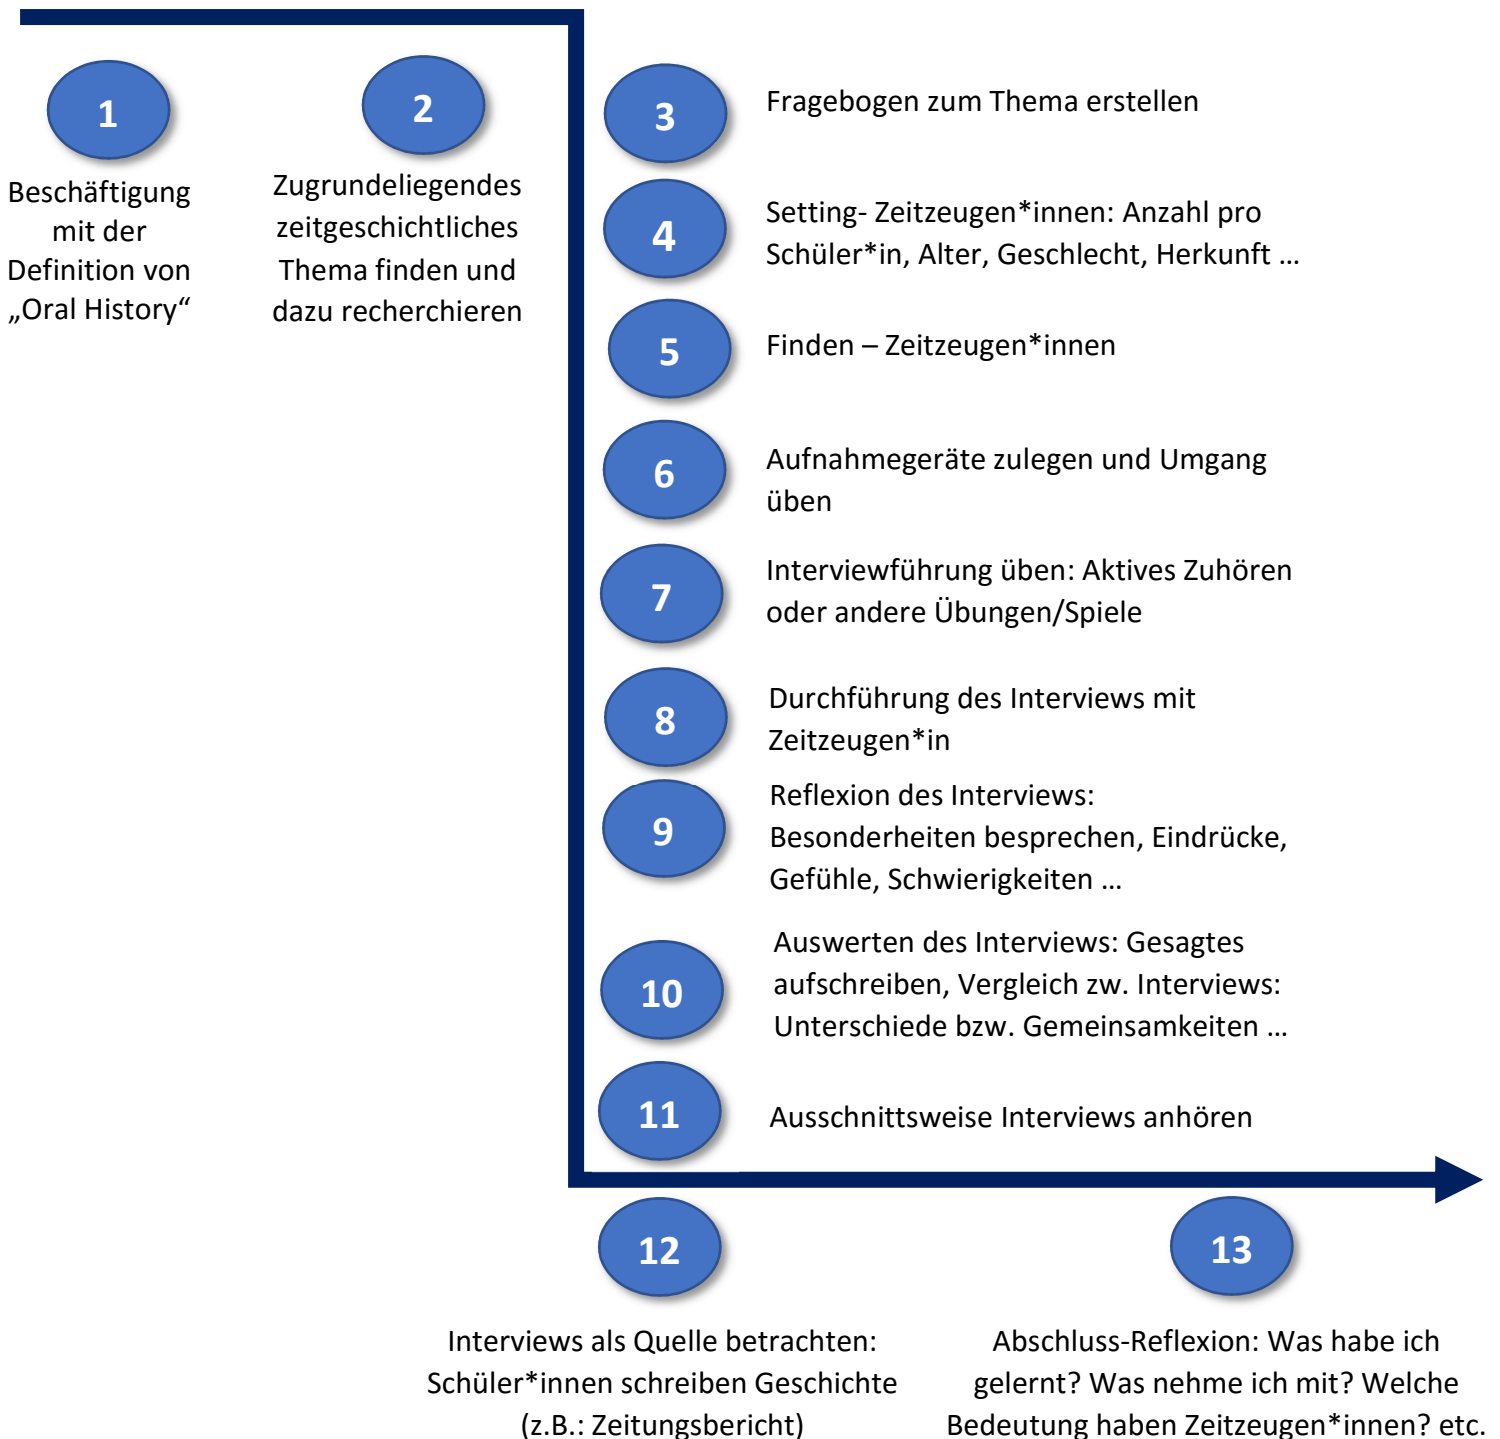 1
Beschäftigung
mit der
Definition von
„Oral History“
2
Zugrundeliegendes
zeitgeschichtliches
Thema finden und
dazu recherchieren
3
Fragebogen zum Thema erstellen
4
Setting- Zeitzeugen*innen: Anzahl pro
Schüler*in, Alter, Geschlecht, Herkunft ...
5
Finden – Zeitzeugen*innen
6
Aufnahmegeräte zulegen und Umgang
üben
7
Interviewführung üben: Aktives Zuhören
oder andere Übungen/Spiele
8
Durchführung des Interviews mit
Zeitzeugen*in
9
Reflexion des Interviews:
Besonderheiten besprechen, Eindrücke,
Gefühle, Schwierigkeiten ...
10
Auswerten des Interviews: Gesagtes
aufschreiben, Vergleich zw. Interviews:
Unterschiede bzw. Gemeinsamkeiten ...
11
Ausschnittsweise Interviews anhören
12
Interviews als Quelle betrachten:
Schüler*innen schreiben Geschichte
(z.B.: Zeitungsbericht)
13
Abschluss-Reflexion: Was habe ich
gelernt? Was nehme ich mit? Welche
Bedeutung haben Zeitzeugen*innen? etc.